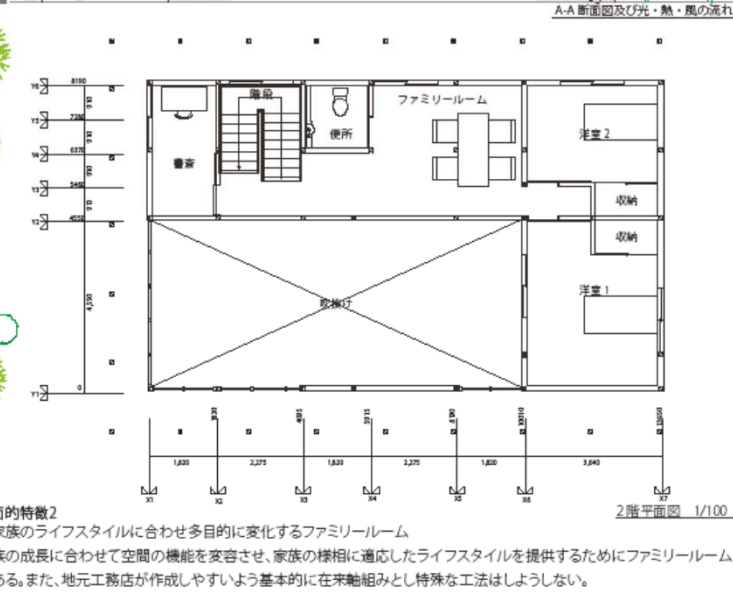 A-A 断面図及び光・熱・風の流れ
Y6 8190
910
Y5 7280
910
Y4 6370
910
Y3 5460
910
Y2 4550
4,550
Y1 0
階段
便所
ファミリールーム
洋室2
書斎
収納
収納
吹抜け
洋室1
1820 4095 5915 8190 10010 13650
1,820 2,275 1,820 2,275 1,820 3,640
X1 X2 X3 X4 X5 X6 X7
2階平面図 1/100
的特徴2
家族のライフスタイルに合わせ多目的に変化するファミリールーム
族の成長に合わせて空間の機能を変容させ、家族の様相に適応したライフスタイルを提供するためにファミリールーム
ある。また、地元工務店が作成しやすいよう基本的に在来軸組みとし特殊な工法はしようしない。